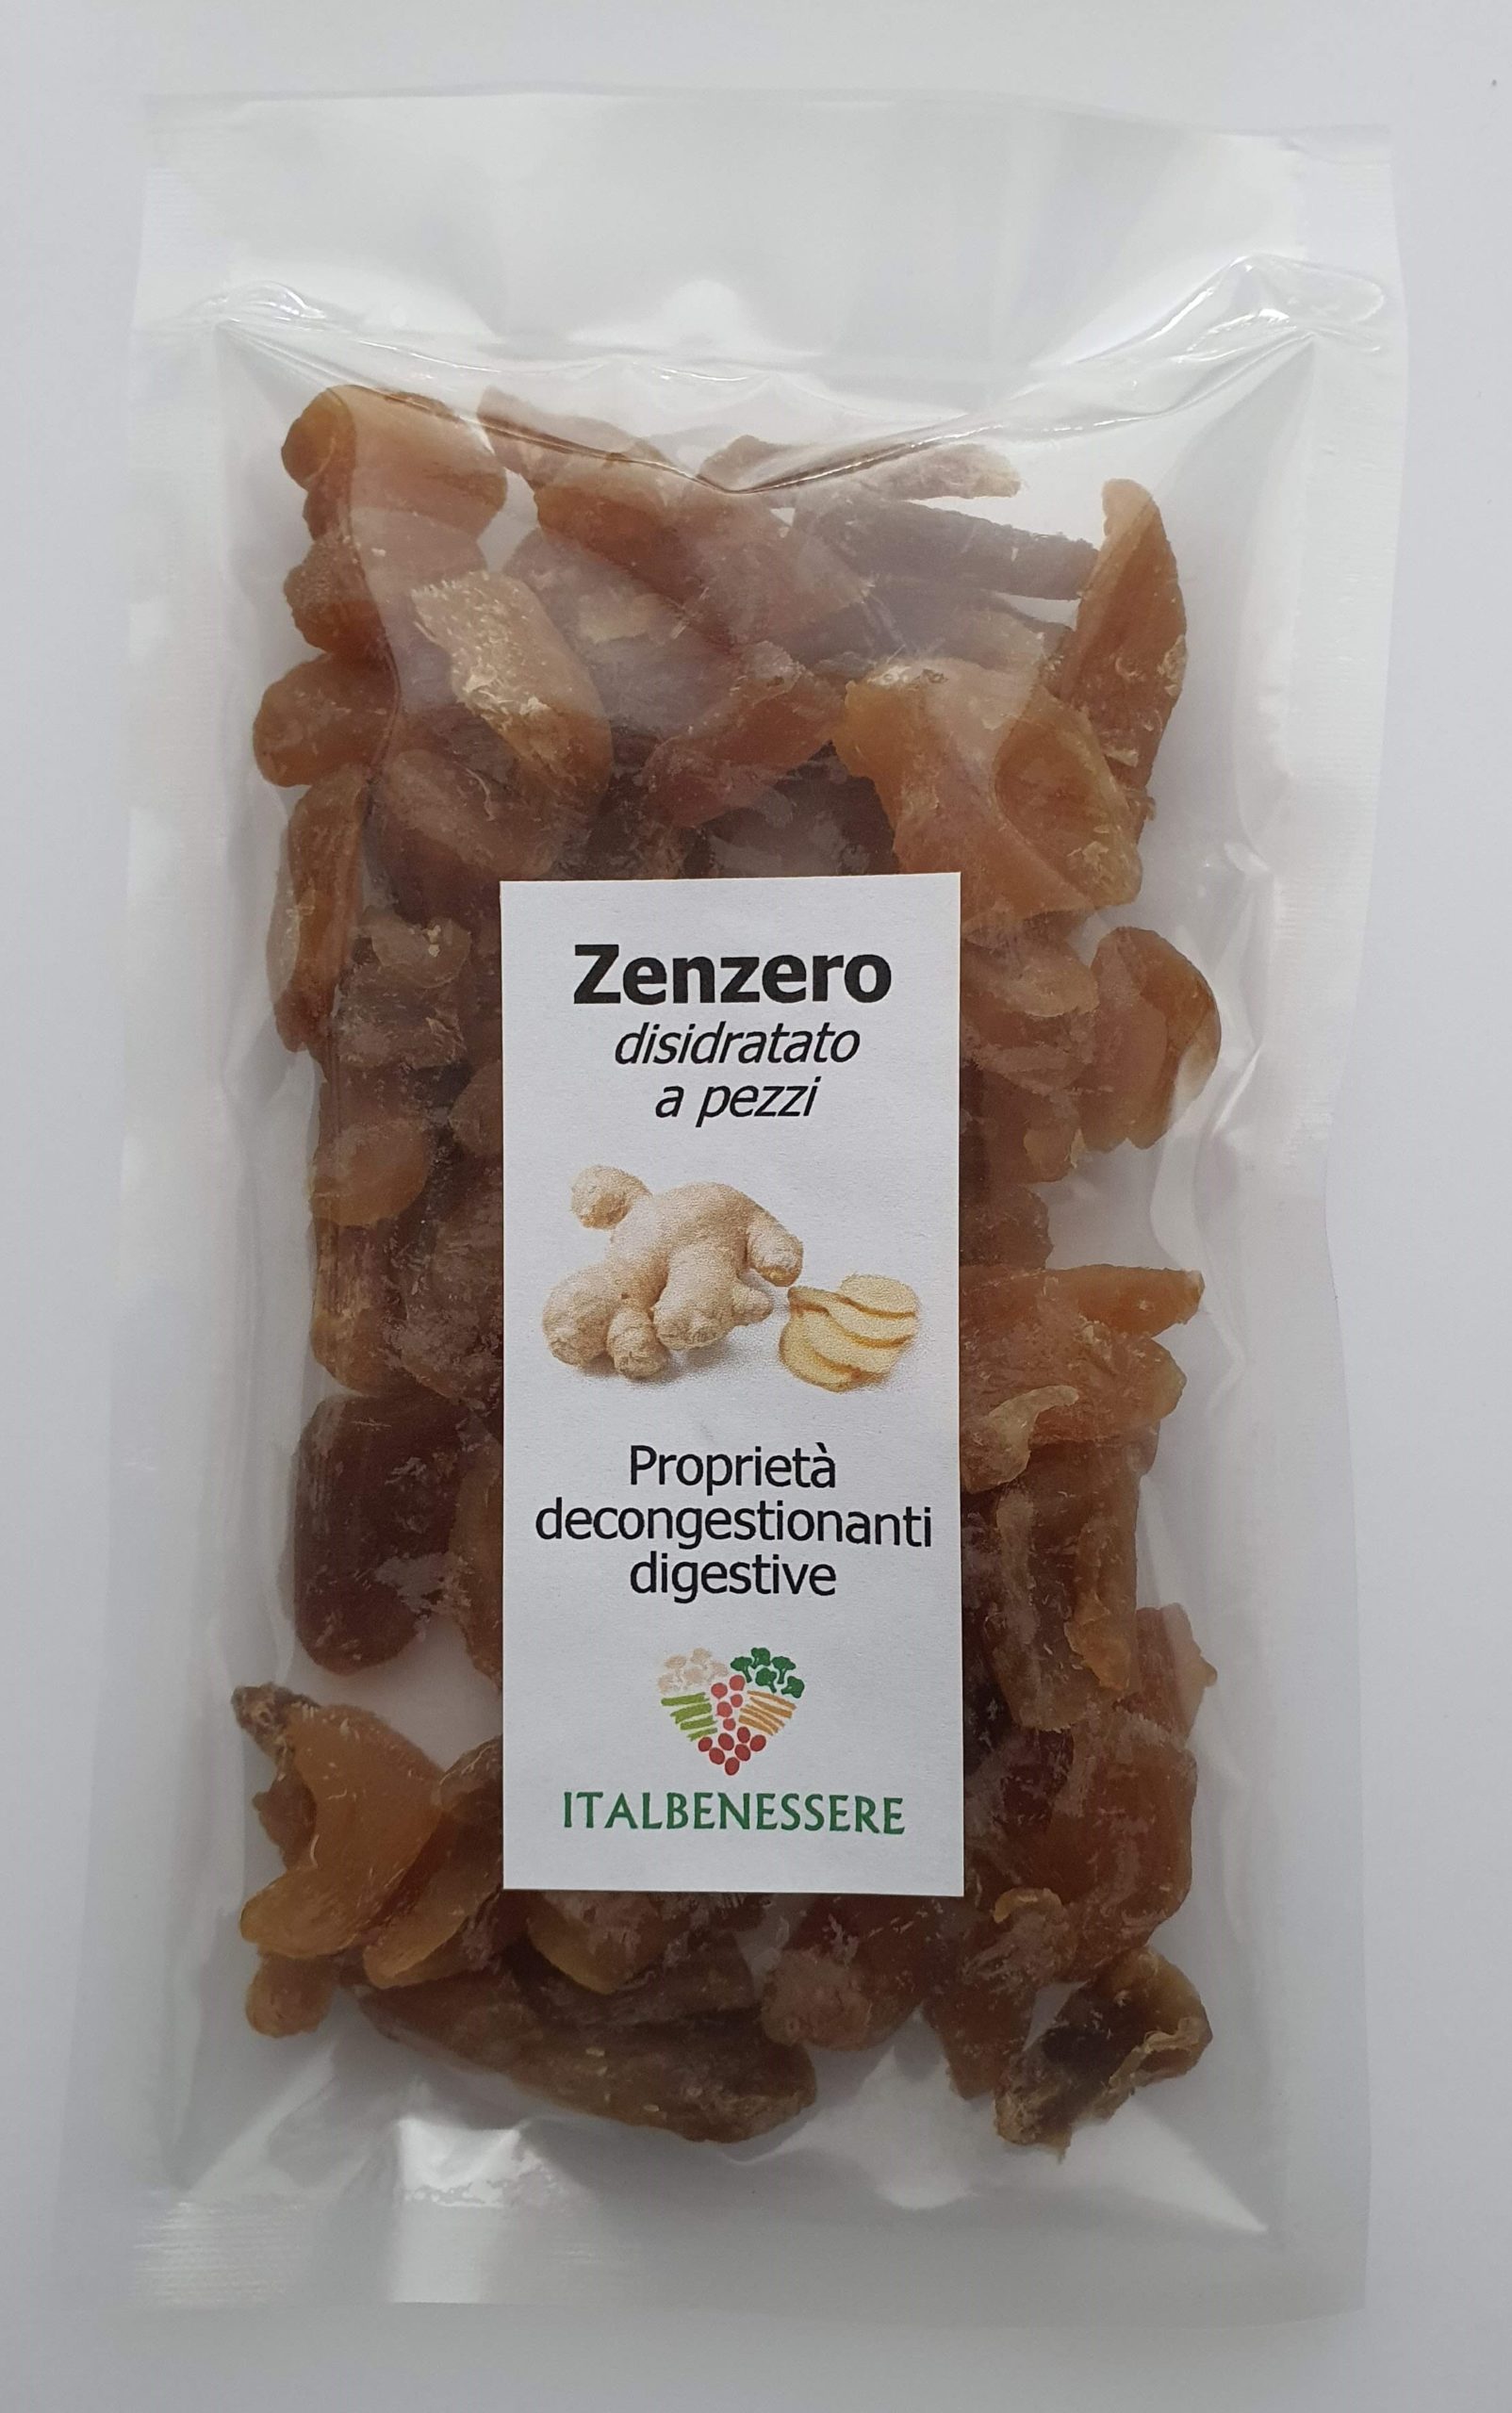 Zenzero
disidratato
a pezzi
Proprietà
decongestionanti
digestive
ITALBENESSERE